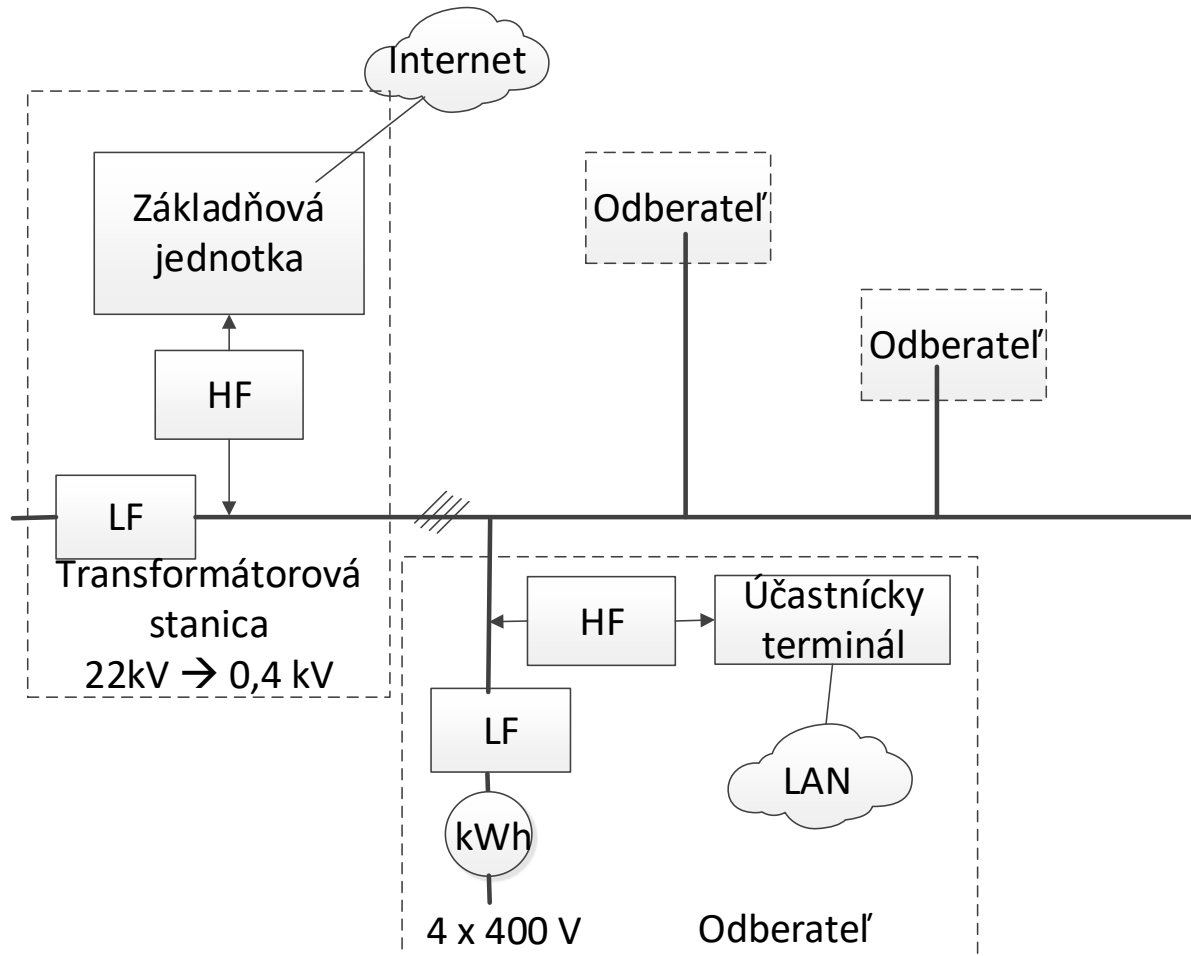 Internet
Základňová
jednotka
Odberateľ
Odberateľ
HF
LF
Transformátorová
stanica
22kV → 0,4 kV
HF
Účastnícky
terminál
LF
LAN
kWh
4 x 400 V
Odberateľ